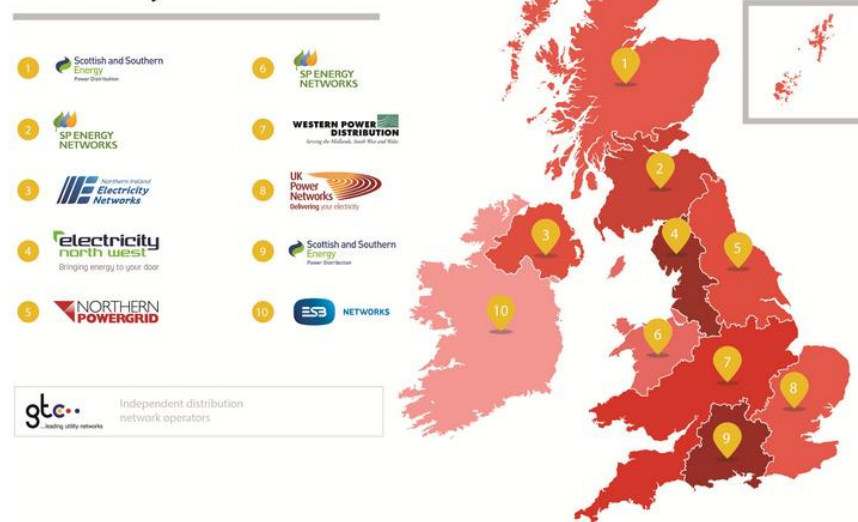 1
Scottish and Southern
Energy
Power Distribution
2
SP ENERGY
NETWORKS
3
Northern Ireland
Electricity
Networks
4
electricity
north west
Bringing energy to your door
5
NORTHERN
POWERGRID
6
SP ENERGY
NETWORKS
7
WESTERN POWER
DISTRIBUTION
Serving the Midlands, South West and Wales
8
UK
Power
Networks
Delivering your electricity
9
Scottish and Southern
Energy
Power Distribution
10
ESB NETWORKS
gtc
...leading utility networks
Independent distribution
network operators
1
2
3
4
5
10
6
7
8
9